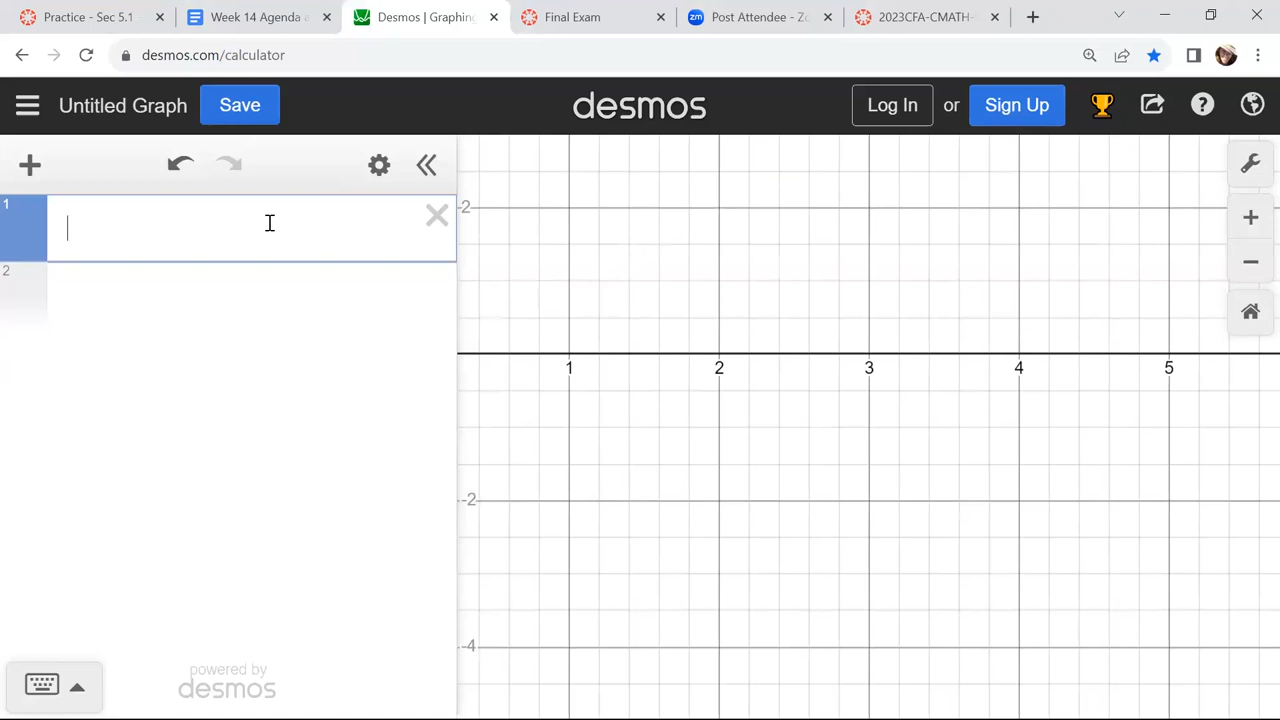 Practice - Sec 5.1
Week 14 Agenda a
Desmos | Graphing
Final Exam
Post Attendee - Zo
2023CFA-CMATH-
desmos.com/calculator
Untitled Graph
Save
desmos
Log In
or
Sign Up
1
2
2
1
2
3
4
5
-2
-4
powered by
desmos